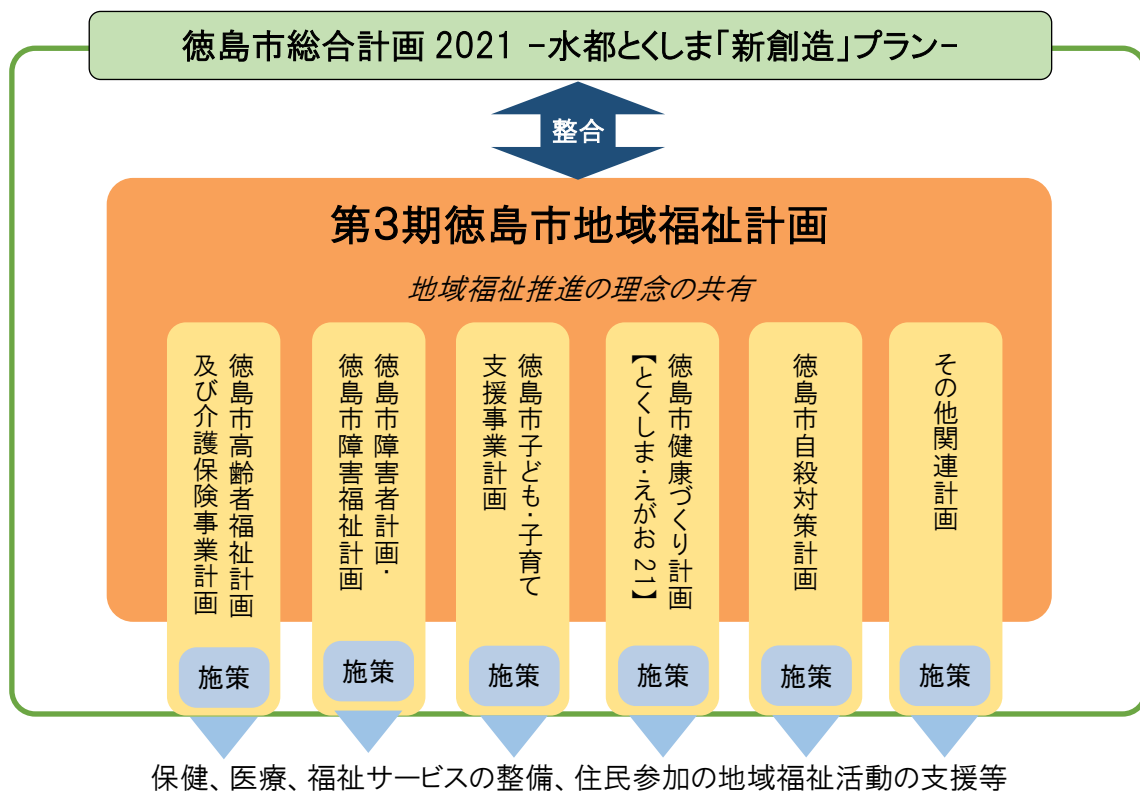 徳島市総合計画 2021 －水都とくしま「新創造」プラン－
整合
第3期徳島市地域福祉計画
地域福祉推進の理念の共有
徳島市高齢者福祉計画
及び介護保険事業計画
徳島市障害者計画・
徳島市障害福祉計画
徳島市子ども・子育て
支援事業計画
徳島市健康づくり計画
【とくしま・えがお21】
徳島市自殺対策計画
その他関連計画
施策
施策
施策
施策
施策
施策
保健、医療、福祉サービスの整備、住民参加の地域福祉活動の支援等